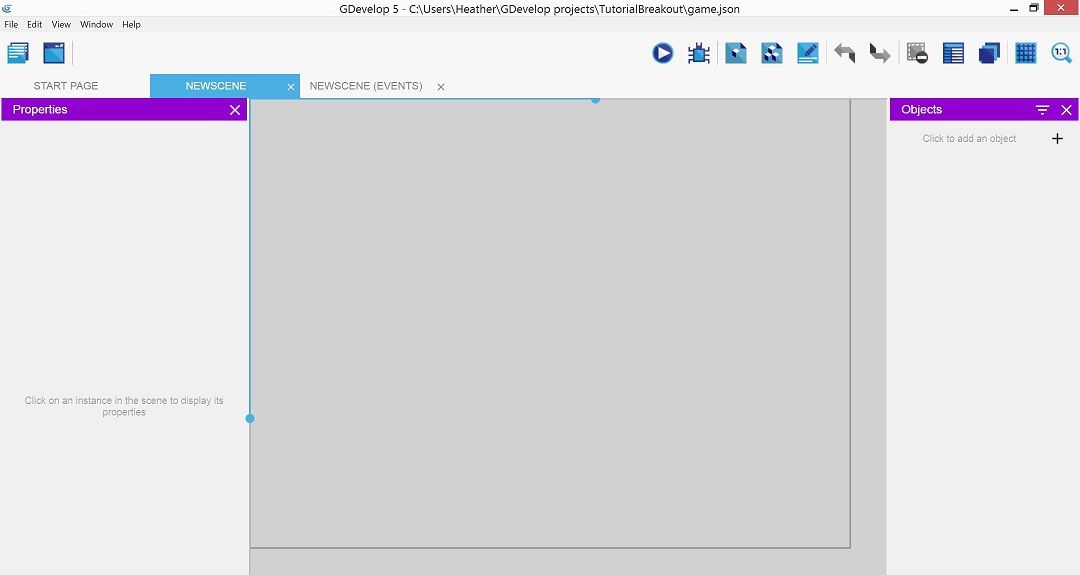 GDevelop 5 - C:\Users\Heather\GDevelop projects\TutorialBreakout\game.json
File Edit View Window Help
1:1
START PAGE NEWSCENE NEWSCENE (EVENTS)
Properties
Objects
Click to add an object
Click on an instance in the scene to display its
properties